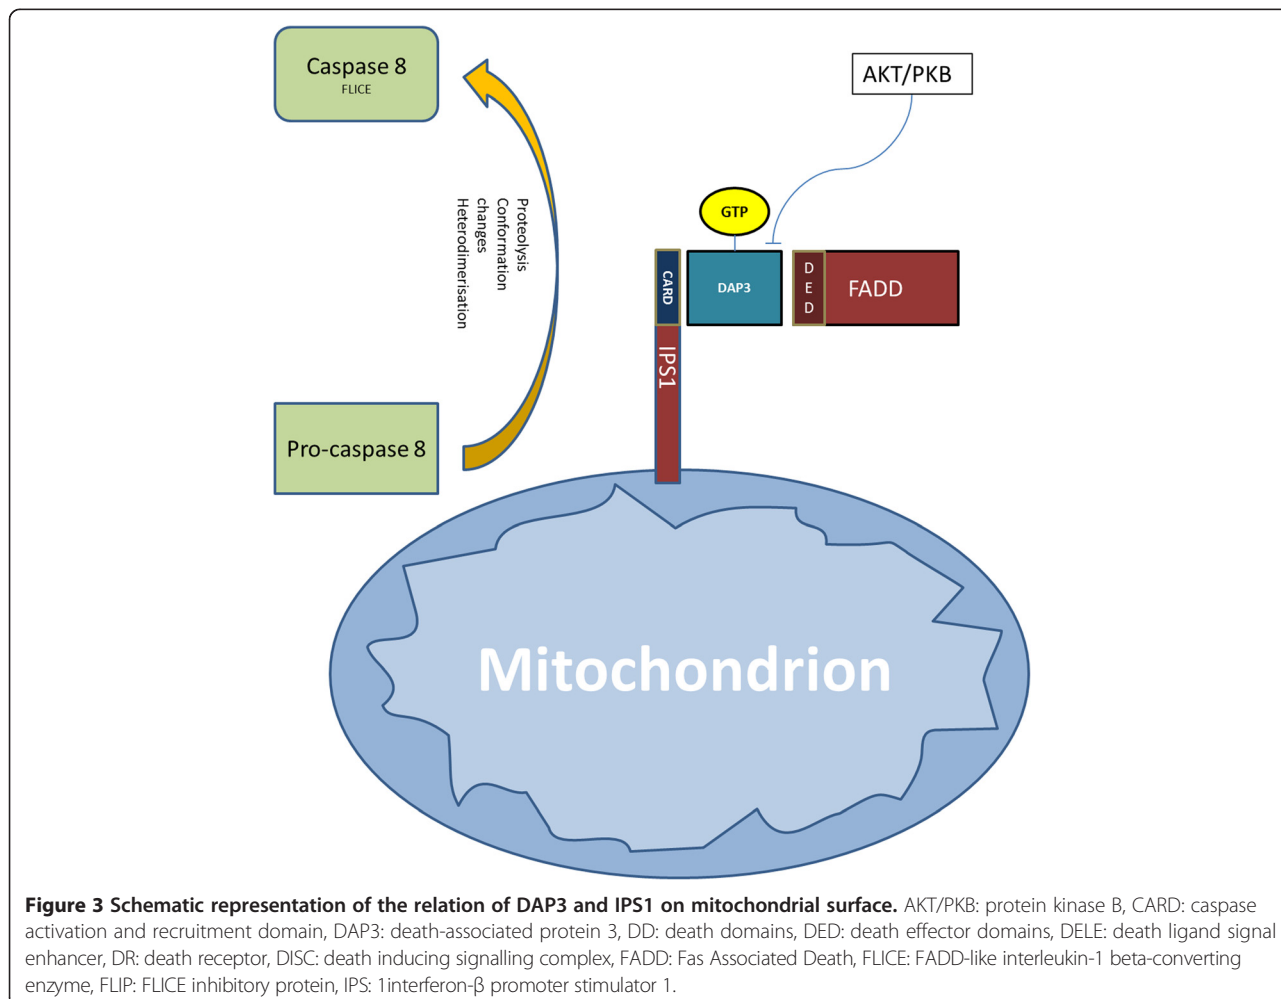 Caspase 8
FLICE
AKT/PKB
Proteolysis
Conformation
changes
Heterodimerisation
GTP
CARD
DAP3
DED
FADD
IPS1
Pro-caspase 8
Mitochondrion
Figure 3 Schematic representation of the relation of DAP3 and IPS1 on mitochondrial surface. AKT/PKB: protein kinase B, CARD: caspase
activation and recruitment domain, DAP3: death-associated protein 3, DD: death domains, DED: death effector domains, DELE: death ligand signal
enhancer, DR: death receptor, DISC: death inducing signalling complex, FADD: Fas Associated Death, FLICE: FADD-like interleukin-1 beta-converting
enzyme, FLIP: FLICE inhibitory protein, IPS: 1interferon-β promoter stimulator 1.